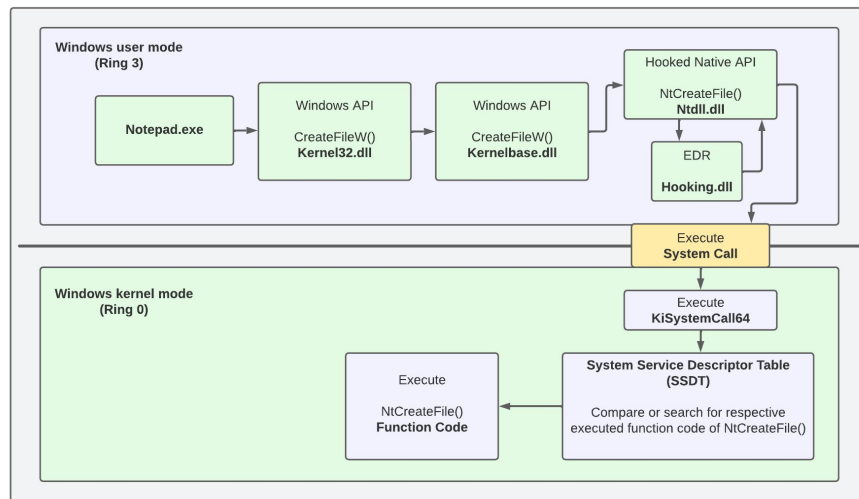 Windows user mode
(Ring 3)
Notepad.exe
Windows API
CreateFileW()
Kernel32.dll
Windows API
CreateFileW()
Kernelbase.dll
Hooked Native API
NtCreateFile()
Ntdll.dll
EDR
Hooking.dll
Execute
System Call
Windows kernel mode
(Ring 0)
Execute
KiSystemCall64
System Service Descriptor Table
(SSDT)
Compare or search for respective
executed function code of NtCreateFile()
Execute
NtCreateFile()
Function Code